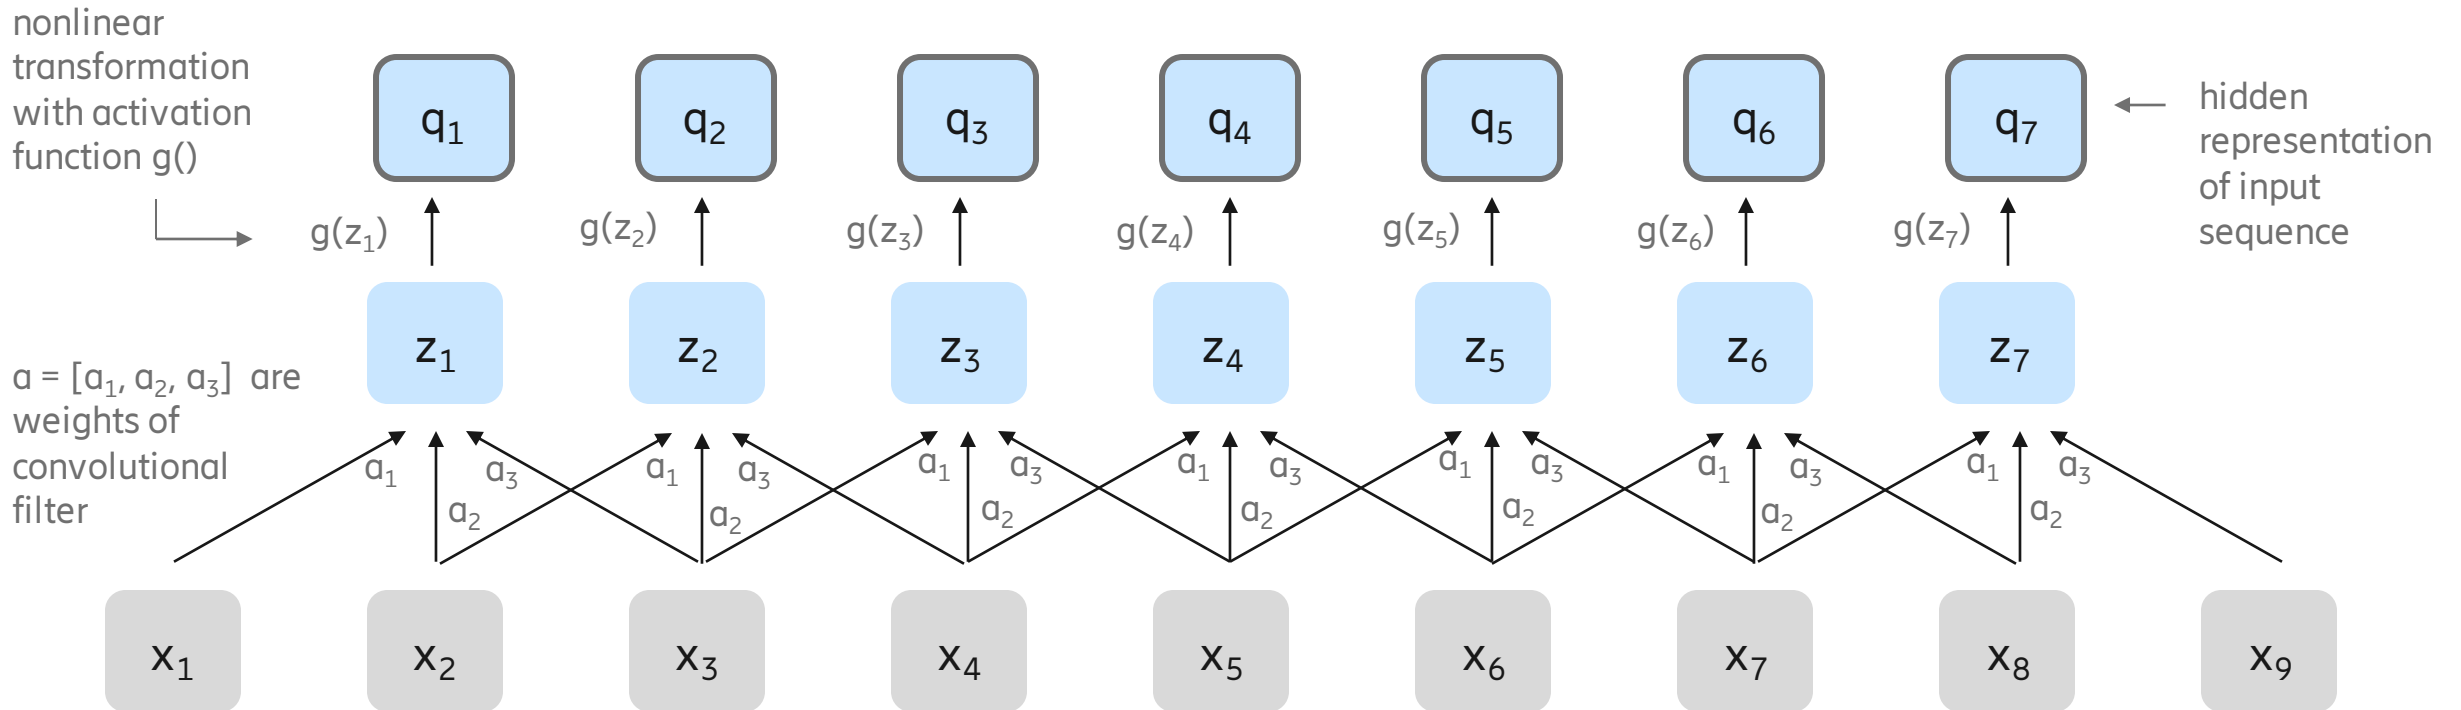 nonlinear
transformation
with activation
function g()
q₁ q₂ q₃ q₄ q₅ q₆ q₇
hidden
representation
of input
sequence
g(z₁) g(z₂) g(z₃) g(z₄) g(z₅) g(z₆) g(z₇)
z₁ z₂ z₃ z₄ z₅ z₆ z₇
a = [a₁, a₂, a₃] are
weights of
convolutional
filter
a₁ a₃ a₁ a₃ a₁ a₃ a₁ a₃ a₁ a₃ a₁ a₃ a₁ a₃
a₂ a₂ a₂ a₂ a₂ a₂ a₂
x₁ x₂ x₃ x₄ x₅ x₆ x₇ x₈ x₉